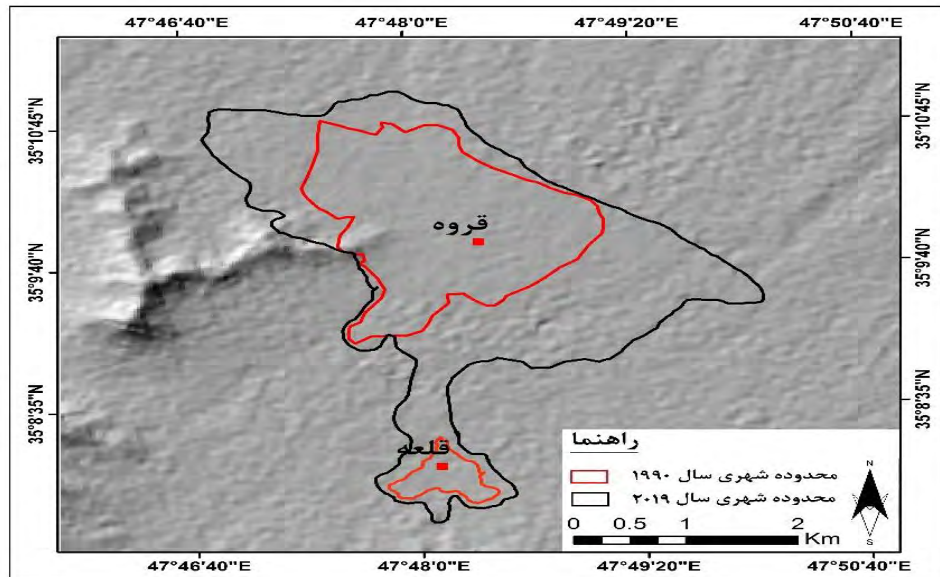 47°46'40"E 47°48'0"E 47°49'20"E 47°50'40"E
35°10'45"N 35°10'45"N
35°9'40"N 35°9'40"N
35°8'35"N 35°8'35"N
قروه
قلعه
راهنما
محدوده شهری سال ۱۹۹۰
محدوده شهری سال ۲۰۱۹
N
S
0 0.5 1 2
Km
47°46'40"E 47°48'0"E 47°49'20"E 47°50'40"E